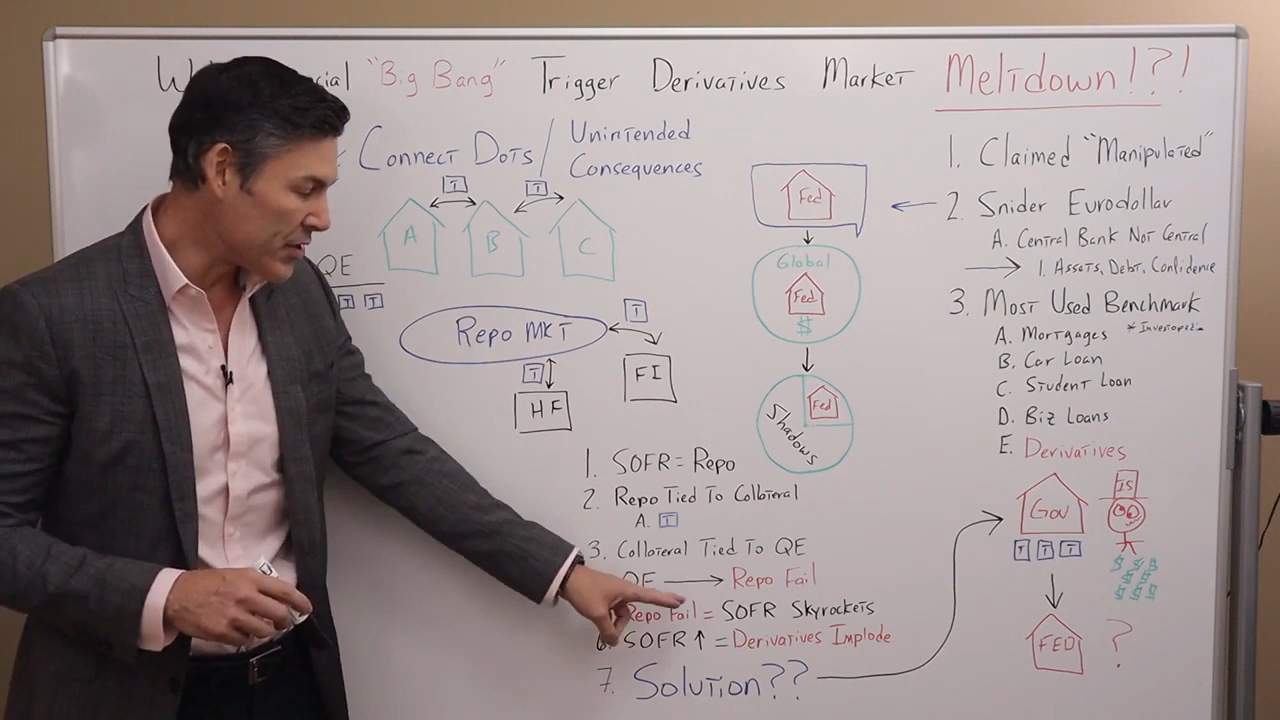 "Big Bang" Trigger Derivatives Market Meltdown!?!
Connect Dots / Unintended
Consequences
T T
A B C
QE
T T
Repo MKT
T
T
FI
HF
1. SOFR = Repo
2. Repo Tied To Collateral
A. T
3. Collateral Tied To QE
QE → Repo Fail
Repo Fail = SOFR Skyrockets
6. SOFR ↑ = Derivatives Implode
7. Solution??
Fed
Global
Fed
$
Fed
Shadows
1. Claimed "Manipulated"
2. Snider Eurodollar
A. Central Bank Not Central
→ 1. Assets, Debt, Confidence
3. Most Used Benchmark
A. Mortgages * Investopedia
B. Car Loan
C. Student Loan
D. Biz Loans
E. Derivatives
Gov
T T T
FED ?
$ $ $
$ $
$ $ $